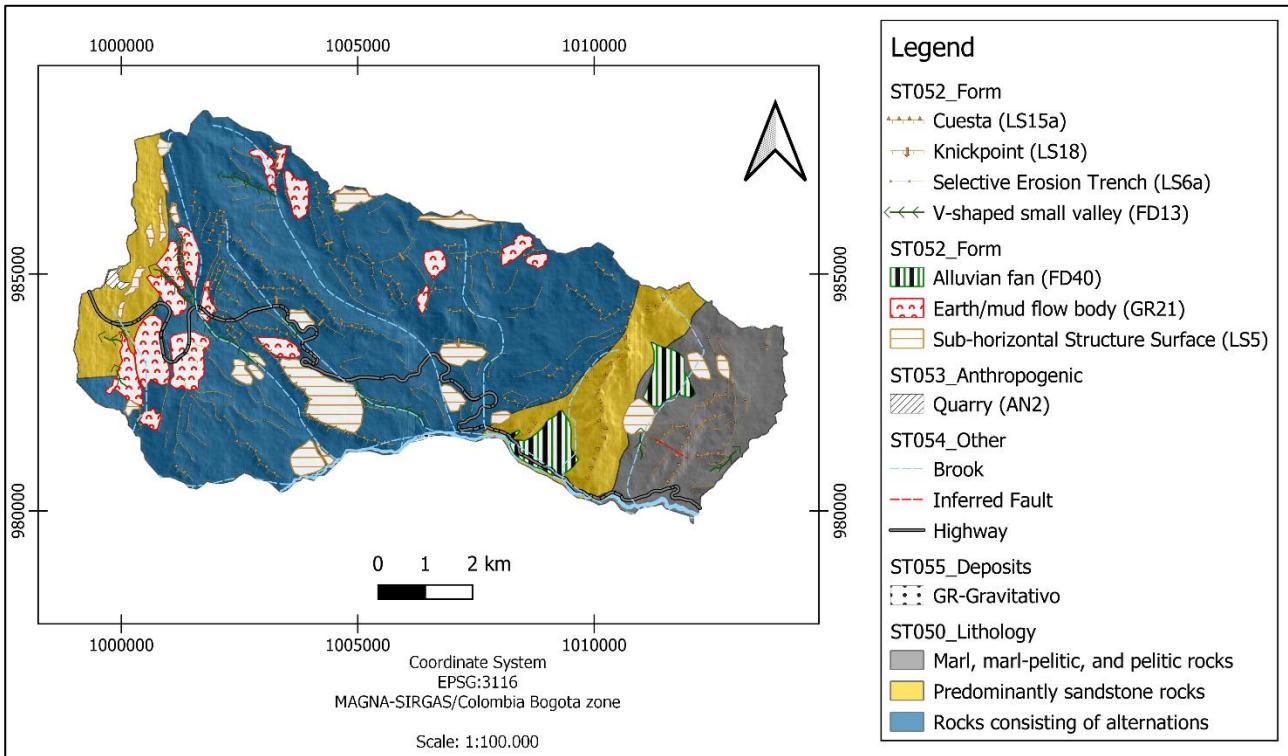 1000000
1005000
1010000
985000
985000
980000
980000
0 1 2 km
1000000
1005000
1010000
Coordinate System
EPSG:3116
MAGNA-SIRGAS/Colombia Bogota zone
Scale: 1:100.000
Legend
ST052_Form
Cuesta (LS15a)
Knickpoint (LS18)
Selective Erosion Trench (LS6a)
V-shaped small valley (FD13)
ST052_Form
Alluvian fan (FD40)
Earth/mud flow body (GR21)
Sub-horizontal Structure Surface (LS5)
ST053_Anthropogenic
Quarry (AN2)
ST054_Other
Brook
Inferred Fault
Highway
ST055_Deposits
GR-Gravitativo
ST050_Lithology
Marl, marl-pelitic, and pelitic rocks
Predominantly sandstone rocks
Rocks consisting of alternations